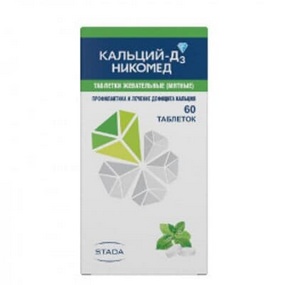 КАЛЬЦИЙ-Д3
НИКОМЕД
ТАБЛЕТКИ ЖЕВАТЕЛЬНЫЕ (МЯТНЫЕ)
ПРОФИЛАКТИКА И ЛЕЧЕНИЕ ДЕФИЦИТА КАЛЬЦИЯ
60
ТАБЛЕТОК
STADA